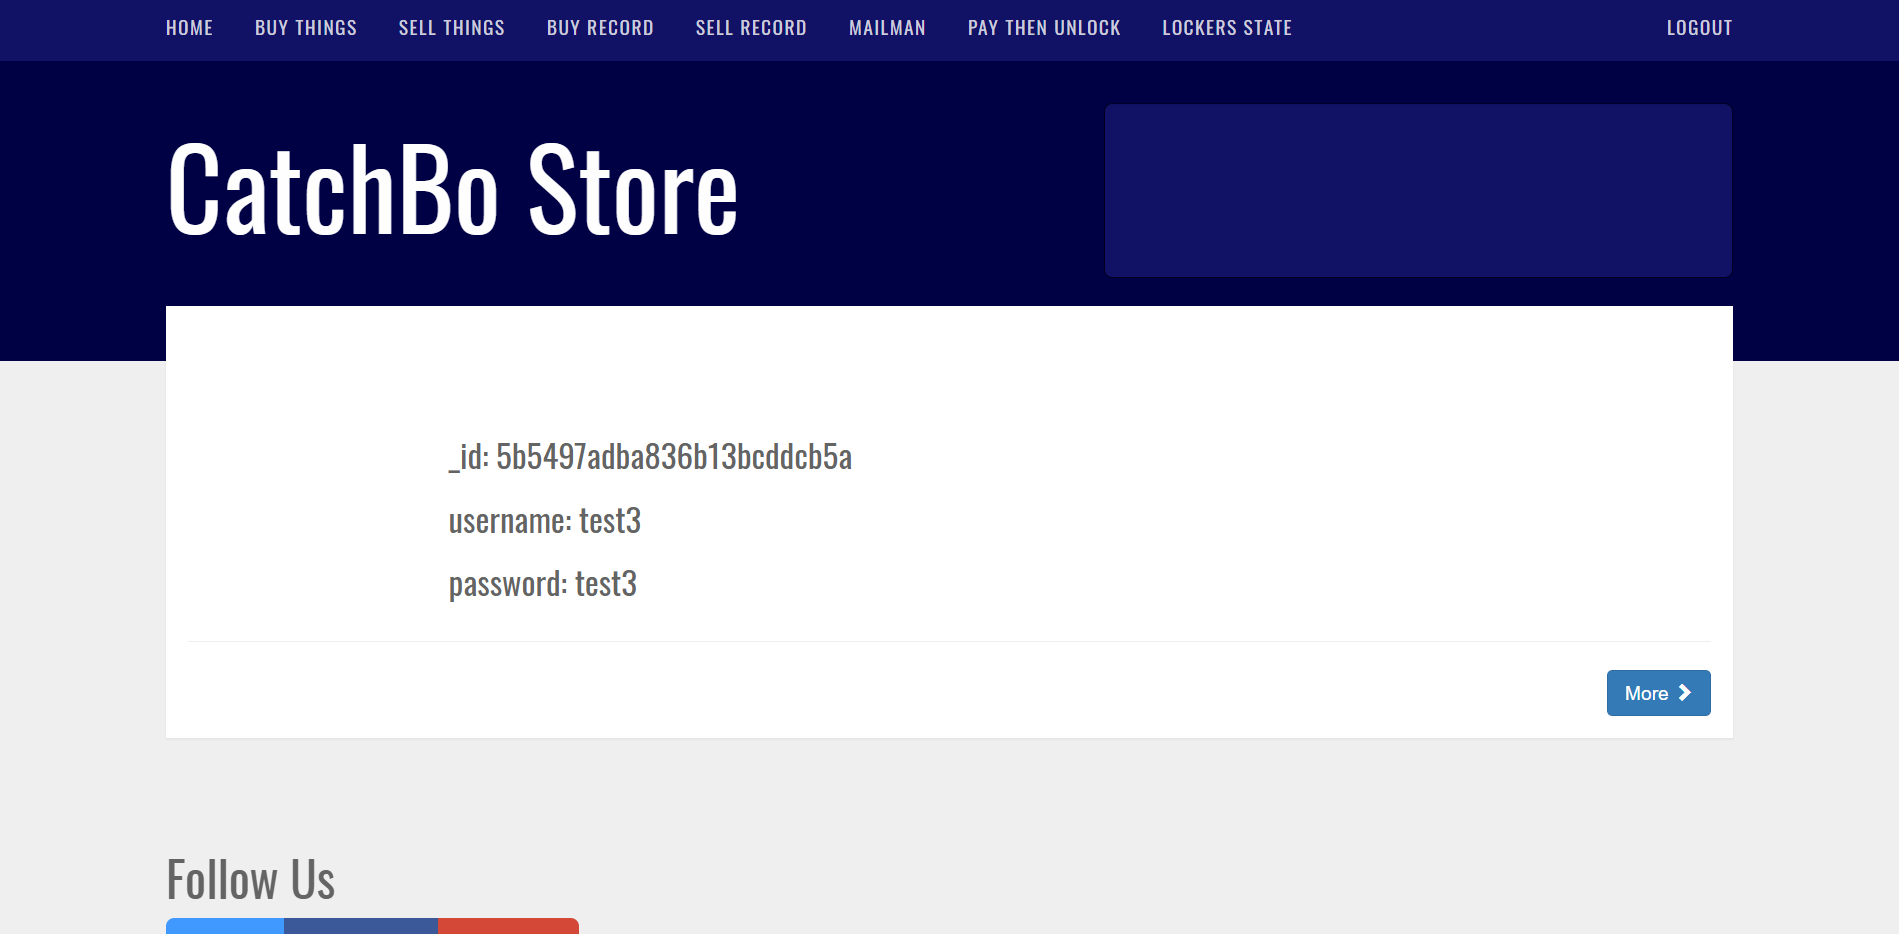 HOME BUY THINGS SELL THINGS BUY RECORD SELL RECORD MAILMAN PAY THEN UNLOCK LOCKERS STATE LOGOUT
CatchBo Store
_id: 5b5497adba836b13bcddcb5a
username: test3
password: test3
More
Follow Us